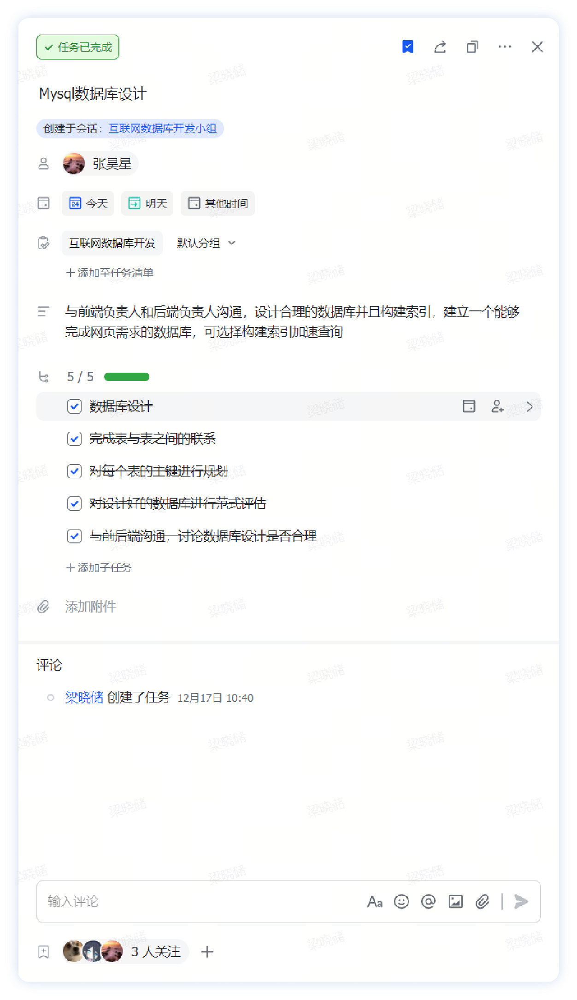 任务已完成
Mysql数据库设计
创建于会话：互联网数据库开发小组
张昊星
24 今天 明天 其他时间
互联网数据库开发 默认分组
添加至任务清单
与前端负责人和后端负责人沟通，设计合理的数据库并且构建索引，建立一个能够
完成网页需求的数据库，可选择构建索引加速查询
5 / 5
数据库设计
完成表与表之间的联系
对每个表的主键进行规划
对设计好的数据库进行范式评估
与前后端沟通，讨论数据库设计是否合理
添加子任务
添加附件
评论
梁晓储 创建了任务 12月17日 10:40
输入评论 Aa
3 人关注
梁晓储